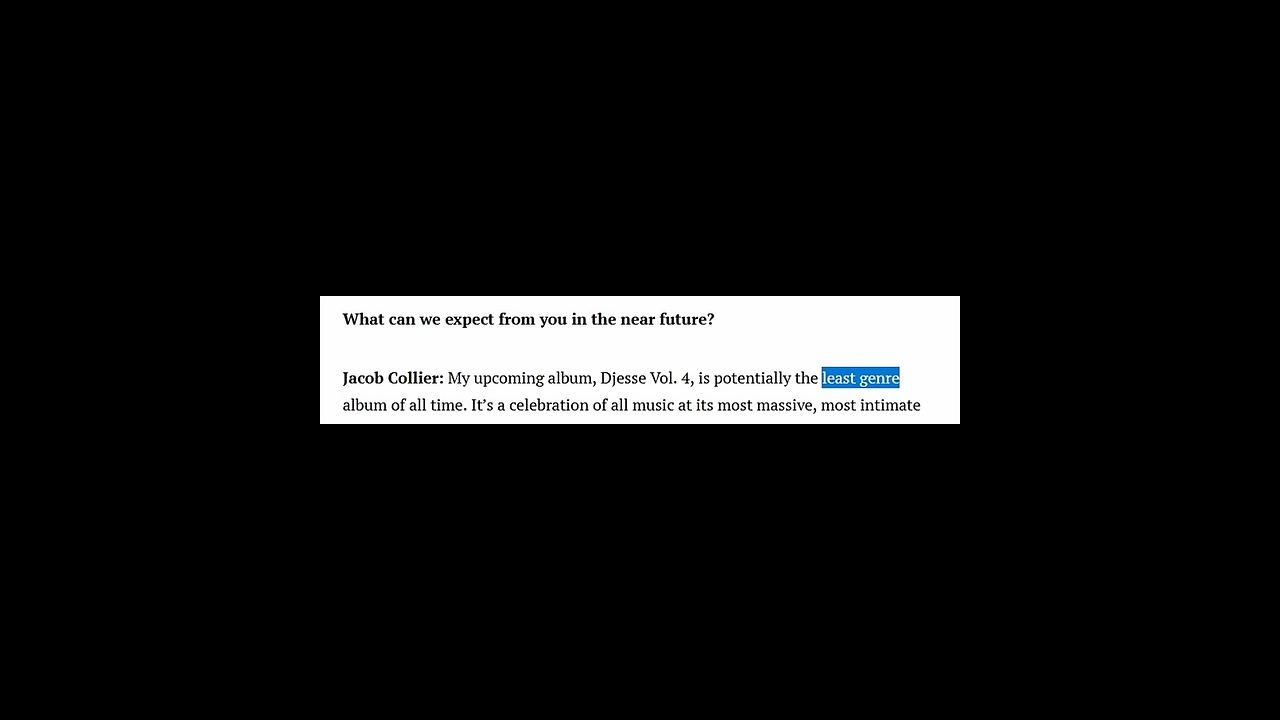 What can we expect from you in the near future?
Jacob Collier: My upcoming album, Djesse Vol. 4, is potentially the least genre
album of all time. It’s a celebration of all music at its most massive, most intimate